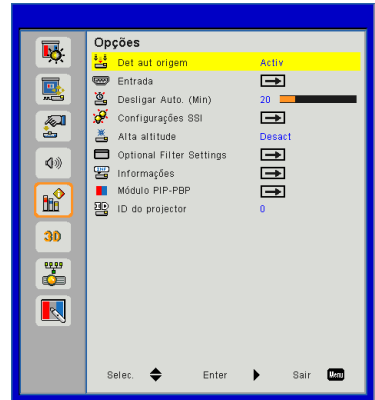 Opções
Det aut origem Activ
Entrada
Desligar Auto. (Min) 20
Configurações SSI
Alta altitude Desact
Optional Filter Settings
Informações
Módulo PIP-PBP
ID do projector 0
3D
Selec. Enter Sair Menu